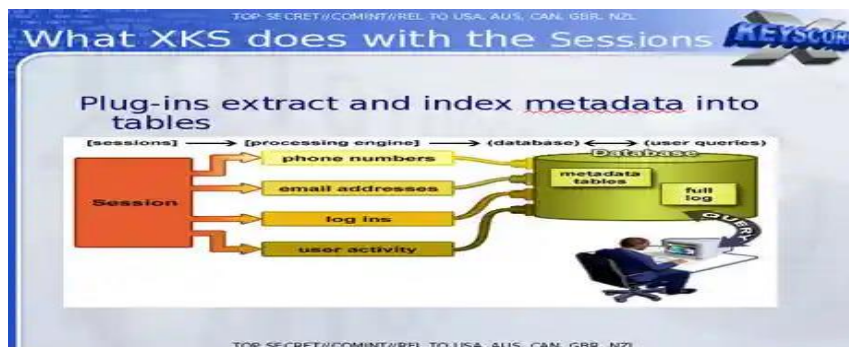 TOP SECRET//COMINT//REL TO USA, AUS, CAN, GBR, NZL
What XKS does with the Sessions
KEYSCORE
Plug-ins extract and index metadata into
tables
[sessions] [processing engine] (database) (user queries)
phone numbers
Database
metadata
tables
email addresses
full
log
Session
log ins
QUERY
user activity
TOP SECRET//COMINT//REL TO USA, AUS, CAN, GBR, NZL